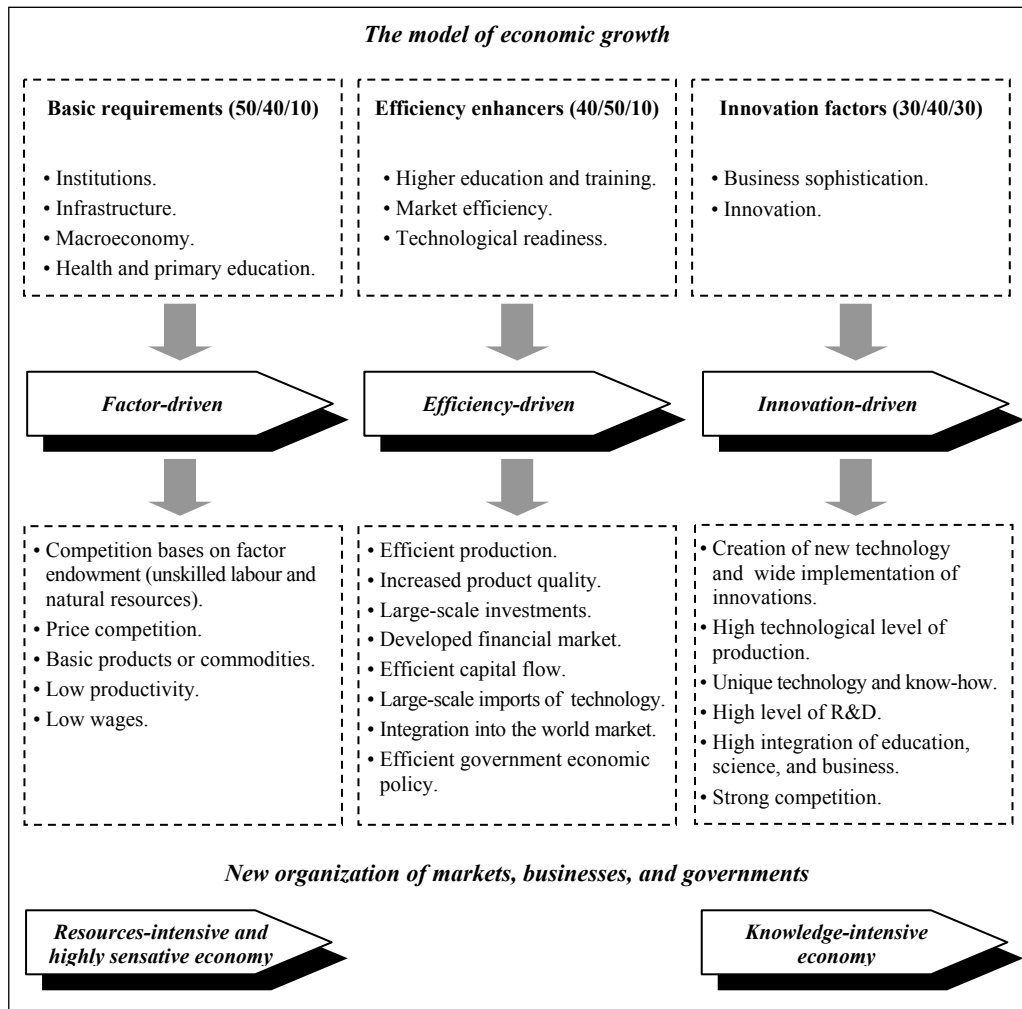 The model of economic growth
Basic requirements (50/40/10)
• Institutions.
• Infrastructure.
• Macroeconomy.
• Health and primary education.
Efficiency enhancers (40/50/10)
• Higher education and training.
• Market efficiency.
• Technological readiness.
Innovation factors (30/40/30)
• Business sophistication.
• Innovation.
Factor-driven
Efficiency-driven
Innovation-driven
• Competition bases on factor
endowment (unskilled labour and
natural resources).
• Price competition.
• Basic products or commodities.
• Low productivity.
• Low wages.
• Efficient production.
• Increased product quality.
• Large-scale investments.
• Developed financial market.
• Efficient capital flow.
• Large-scale imports of technology.
• Integration into the world market.
• Efficient government economic
policy.
• Creation of new technology
and wide implementation of
innovations.
• High technological level of
production.
• Unique technology and know-how.
• High level of R&D.
• High integration of education,
science, and business.
• Strong competition.
New organization of markets, businesses, and governments
Resources-intensive and
highly sensative economy
Knowledge-intensive
economy